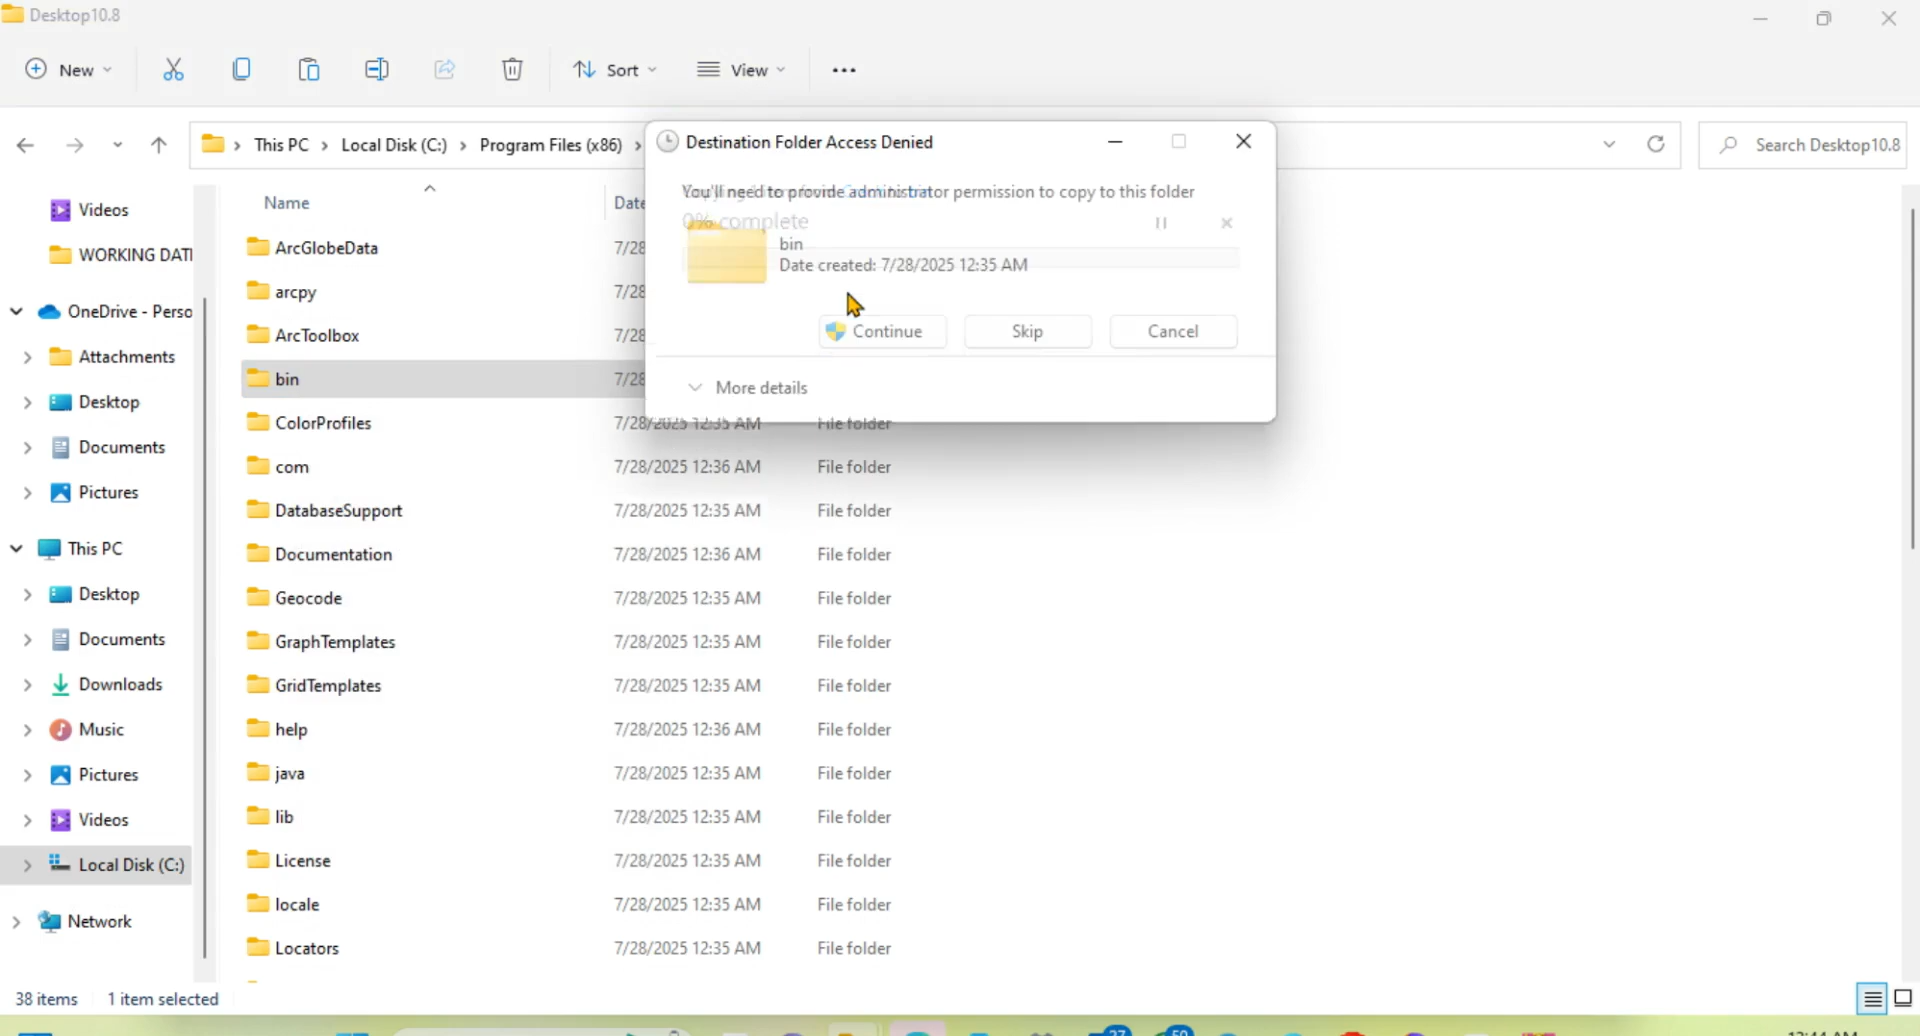 Desktop10.8
New
Sort
View
This PC > Local Disk (C:) > Program Files (x86) >
Search Desktop10.8
Destination Folder Access Denied
You'll need to provide administrator permission to copy to this folder
0% complete
bin
Date created: 7/28/2025 12:35 AM
Continue Skip Cancel
More details
Videos
WORKING DAT
OneDrive - Perso
Attachments
Desktop
Documents
Pictures
This PC
Desktop
Documents
Downloads
Music
Pictures
Videos
Local Disk (C:)
Network
Name Date
ArcGlobeData 7/28
arcpy 7/28
ArcToolbox 7/28
bin 7/28
ColorProfiles 7/28/2025 12:35 AM File folder
com 7/28/2025 12:36 AM File folder
DatabaseSupport 7/28/2025 12:35 AM File folder
Documentation 7/28/2025 12:36 AM File folder
Geocode 7/28/2025 12:35 AM File folder
GraphTemplates 7/28/2025 12:35 AM File folder
GridTemplates 7/28/2025 12:35 AM File folder
help 7/28/2025 12:36 AM File folder
java 7/28/2025 12:35 AM File folder
lib 7/28/2025 12:35 AM File folder
License 7/28/2025 12:35 AM File folder
locale 7/28/2025 12:35 AM File folder
Locators 7/28/2025 12:35 AM File folder
38 items 1 item selected